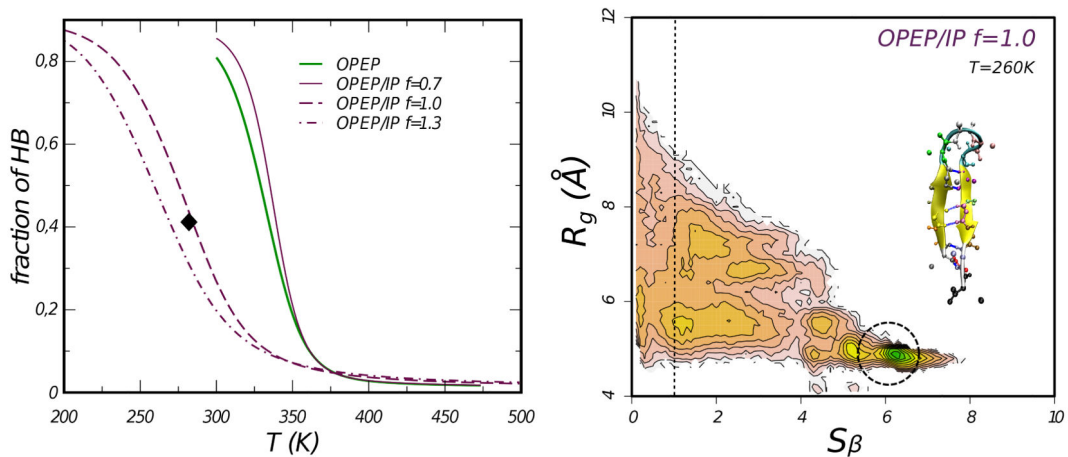 fraction of HB
0,8
0,6
0,4
0,2
0
200
250
300
350
400
450
500
T (K)
OPEP
OPEP/IP f=0.7
OPEP/IP f=1.0
OPEP/IP f=1.3
OPEP/IP f=1.0
T=260K
Rg (Å)
12
10
8
6
4
0
2
4
6
8
10
Sβ